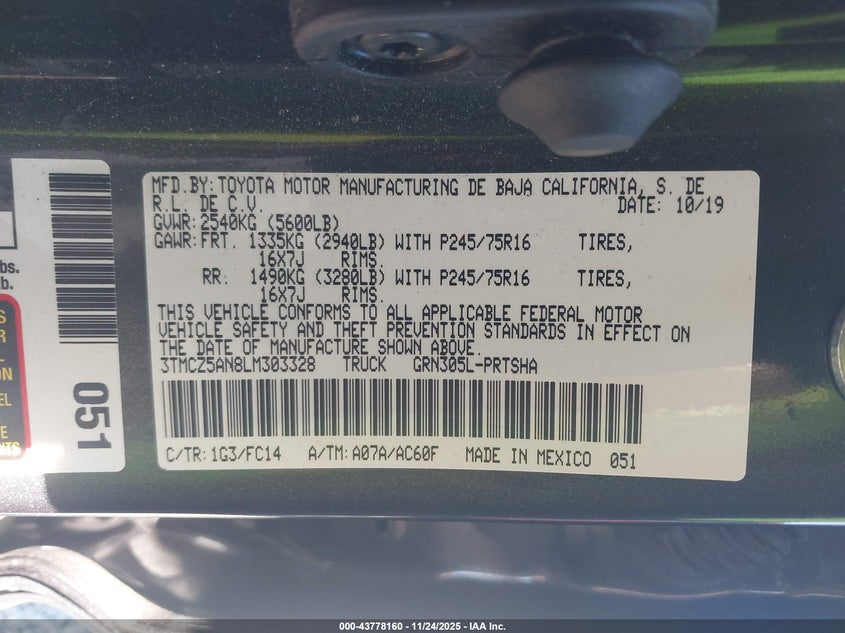 MFD.BY:TOYOTA MOTOR MANUFACTURING DE BAJA CALIFORNIA, S. DE
R.L. DE C.V. DATE: 10/19
GVWR:2540KG (5600LB)
GAWR:FRT. 1335KG (2940LB) WITH P245/75R16 TIRES,
16X7J RIMS.
RR: 1490KG (3280LB) WITH P245/75R16 TIRES,
16X7J RIMS.
THIS VEHICLE CONFORMS TO ALL APPLICABLE FEDERAL MOTOR
VEHICLE SAFETY AND THEFT PREVENTION STANDARDS IN EFFECT ON
THE DATE OF MANUFACTURE SHOWN ABOVE.
3TMCZ5AN8LM303328 TRUCK GRN305L-PRTSHA
C/TR:1G3/FC14 A/TM:A07A/AC60F MADE IN MEXICO 051
051
bs.
b.
000-43778160 - 11/24/2025 - IAA Inc.